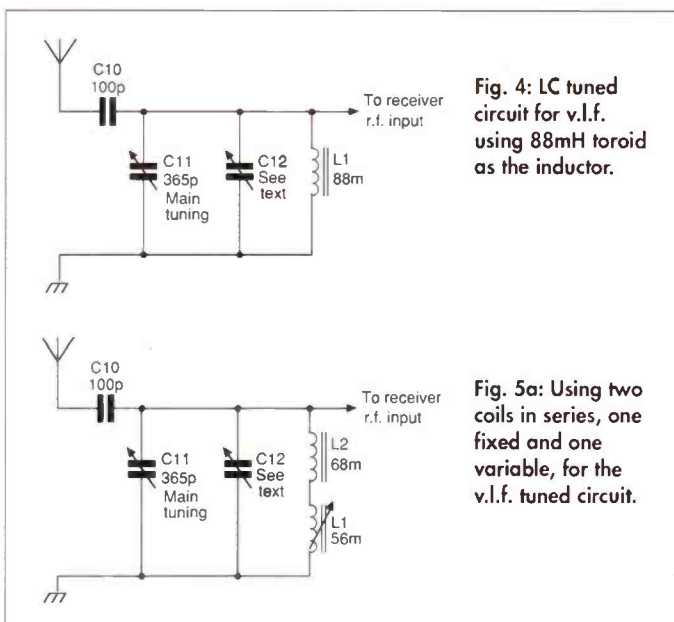 C10
100p
To receiver
r.f. input
C11
365p
Main
tuning
C12
See
text
L1
88m
Fig. 4: LC tuned
circuit for v.l.f.
using 88mH toroid
as the inductor.
C10
100p
To receiver
r.f. input
C11
365p
Main
tuning
C12
See
text
L2
68m
L1
56m
Fig. 5a: Using two
coils in series, one
fixed and one
variable, for the
v.l.f. tuned circuit.